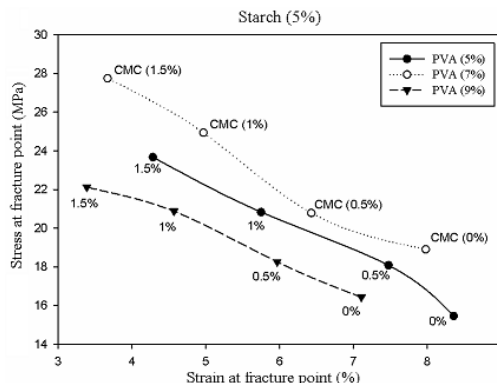 Starch (5%)
30
28
26
24
22
20
18
16
14
Stress at fracture point (MPa)
CMC (1.5%)
CMC (1%)
CMC (0.5%)
CMC (0%)
PVA (5%)
PVA (7%)
PVA (9%)
1.5%
1%
0.5%
0%
1.5%
1%
0.5%
0%
3
4
5
6
7
8
Strain at fracture point (%)